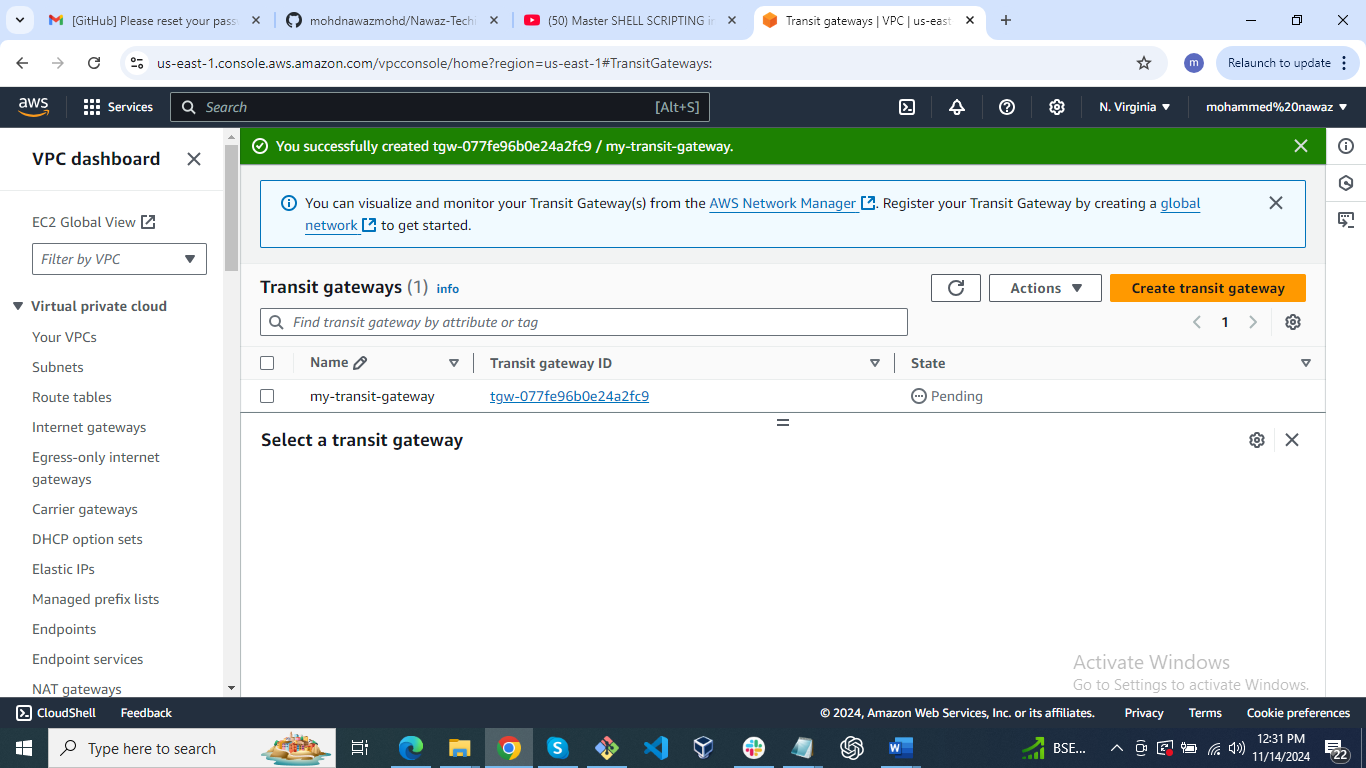 [GitHub] Please reset your pass
mohdnawazmohd/Nawaz-Techi
(50) Master SHELL SCRIPTING in
Transit gateways | VPC | us-east
us-east-1.console.aws.amazon.com/vpcconsole/home?region=us-east-1#TransitGateways:
m
Relaunch to update
aws
Services
Search
[Alt+S]
N. Virginia
mohammed%20nawaz
VPC dashboard
EC2 Global View
Filter by VPC
Virtual private cloud
Your VPCs
Subnets
Route tables
Internet gateways
Egress-only internet
gateways
Carrier gateways
DHCP option sets
Elastic IPs
Managed prefix lists
Endpoints
Endpoint services
NAT gateways
You successfully created tgw-077fe96b0e24a2fc9 / my-transit-gateway.
You can visualize and monitor your Transit Gateway(s) from the AWS Network Manager. Register your Transit Gateway by creating a global
network to get started.
Transit gateways (1) info
Actions
Create transit gateway
Find transit gateway by attribute or tag
1
Name
Transit gateway ID
State
my-transit-gateway
tgw-077fe96b0e24a2fc9
Pending
Select a transit gateway
Activate Windows
Go to Settings to activate Windows.
CloudShell
Feedback
© 2024, Amazon Web Services, Inc. or its affiliates.
Privacy
Terms
Cookie preferences
Type here to search
BSE...
12:31 PM
11/14/2024
22